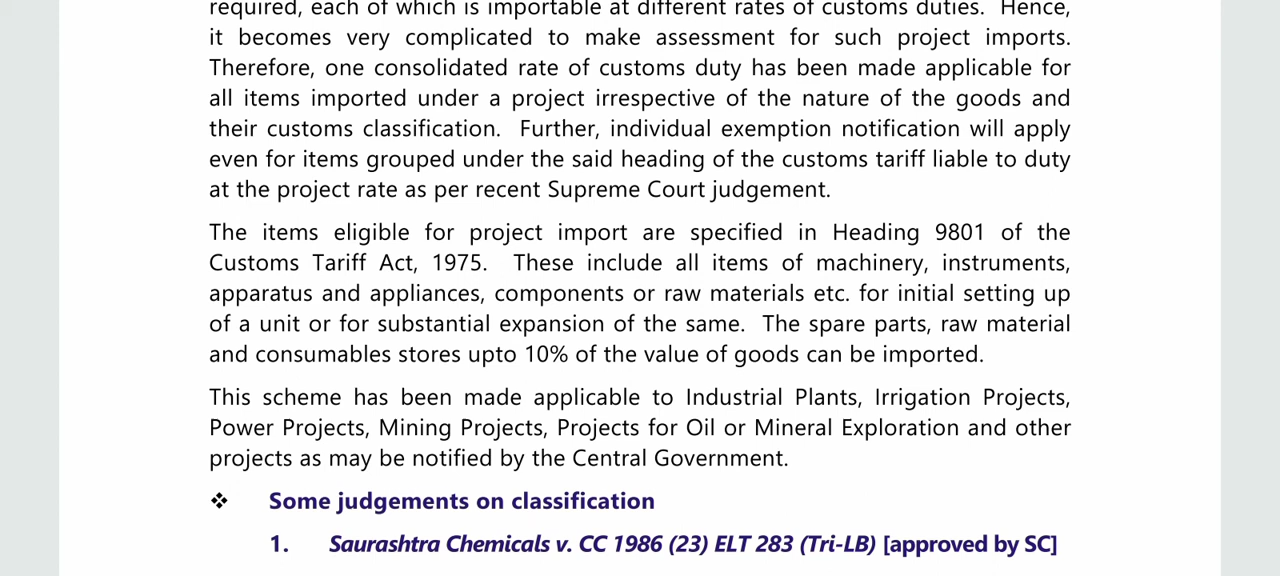 required, each of which is importable at different rates of customs duties. Hence,
it becomes very complicated to make assessment for such project imports.
Therefore, one consolidated rate of customs duty has been made applicable for
all items imported under a project irrespective of the nature of the goods and
their customs classification. Further, individual exemption notification will apply
even for items grouped under the said heading of the customs tariff liable to duty
at the project rate as per recent Supreme Court judgement.
The items eligible for project import are specified in Heading 9801 of the
Customs Tariff Act, 1975. These include all items of machinery, instruments,
apparatus and appliances, components or raw materials etc. for initial setting up
of a unit or for substantial expansion of the same. The spare parts, raw material
and consumables stores upto 10% of the value of goods can be imported.
This scheme has been made applicable to Industrial Plants, Irrigation Projects,
Power Projects, Mining Projects, Projects for Oil or Mineral Exploration and other
projects as may be notified by the Central Government.
❖ Some judgements on classification
1. Saurashtra Chemicals v. CC 1986 (23) ELT 283 (Tri-LB) [approved by SC]